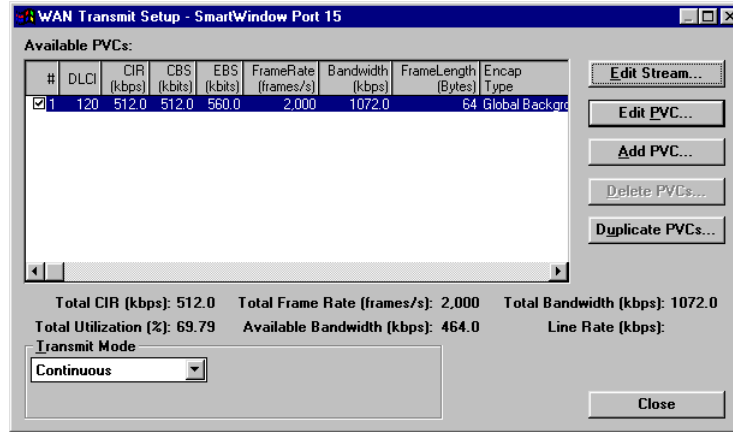 WAN Transmit Setup - SmartWindow Port 15
Available PVCs:
# DLCI CIR (kbps) CBS (kbits) EBS (kbits) FrameRate (frames/s) Bandwidth (kbps) FrameLength (Bytes) Encap Type
1 120 512.0 512.0 560.0 2,000 1072.0 64 Global Backgro
Edit Stream...
Edit PVC...
Add PVC...
Delete PVCs...
Duplicate PVCs...
Total CIR (kbps): 512.0 Total Frame Rate (frames/s): 2,000 Total Bandwidth (kbps): 1072.0
Total Utilization (%): 69.79 Available Bandwidth (kbps): 464.0 Line Rate (kbps):
Transmit Mode
Continuous
Close